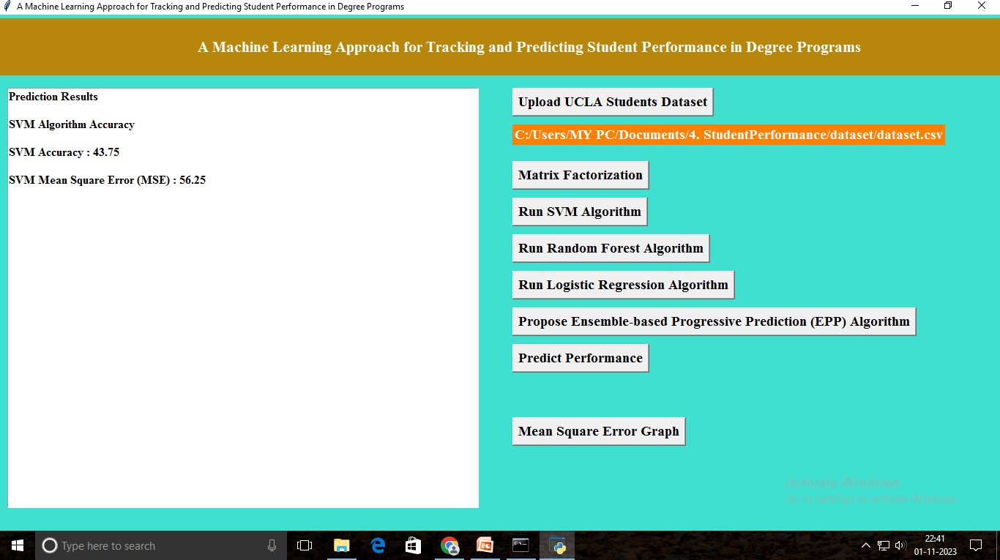 A Machine Learning Approach for Tracking and Predicting Student Performance in Degree Programs
A Machine Learning Approach for Tracking and Predicting Student Performance in Degree Programs
Prediction Results
SVM Algorithm Accuracy
SVM Accuracy : 43.75
SVM Mean Square Error (MSE) : 56.25
Upload UCLA Students Dataset
C:/Users/MY PC/Documents/4. StudentPerformance/dataset/dataset.csv
Matrix Factorization
Run SVM Algorithm
Run Random Forest Algorithm
Run Logistic Regression Algorithm
Propose Ensemble-based Progressive Prediction (EPP) Algorithm
Predict Performance
Mean Square Error Graph
Activate Windows
Go to Settings to activate Windows.
Type here to search
22:41
01-11-2023